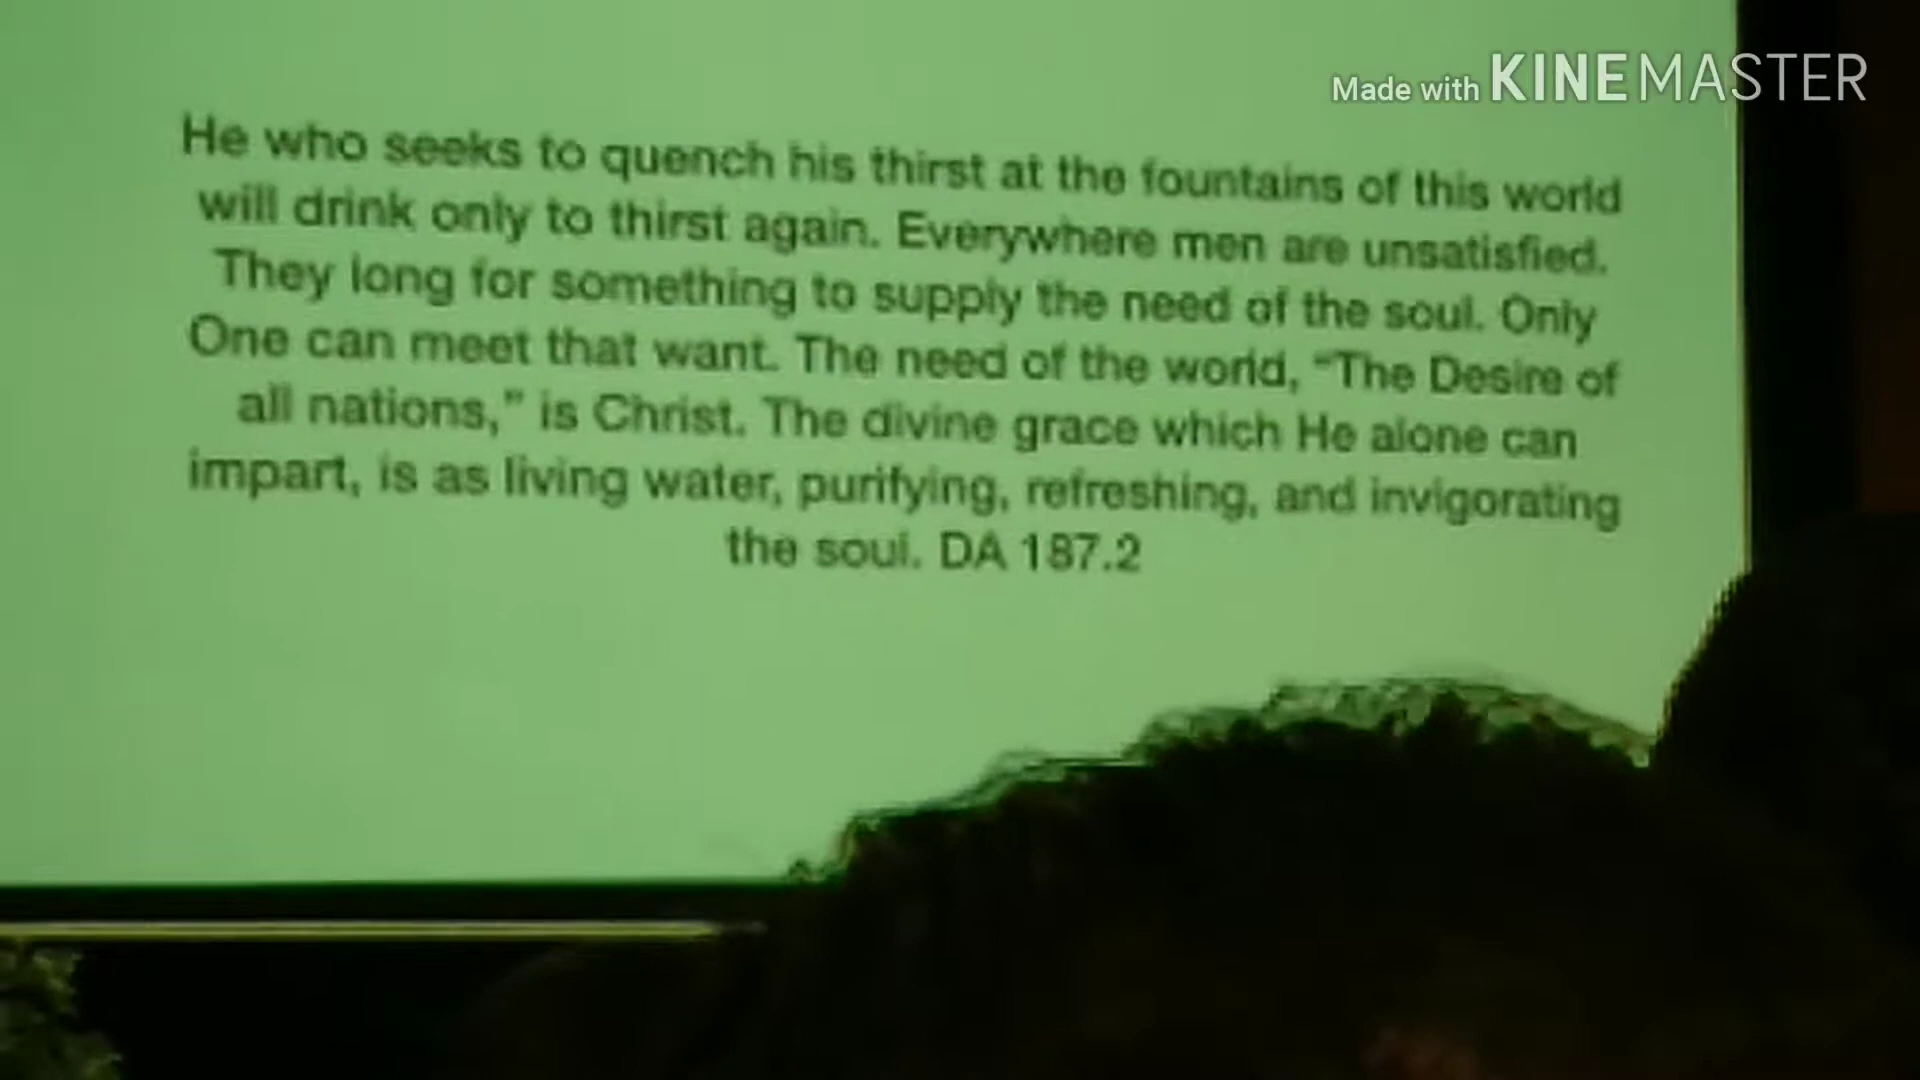 Made with KINEMASTER
He who seeks to quench his thirst at the fountains of this world
will drink only to thirst again. Everywhere men are unsatisfied.
They long for something to supply the need of the soul. Only
One can meet that want. The need of the world, "The Desire of
all nations," is Christ. The divine grace which He alone can
impart, is as living water, purifying, refreshing, and invigorating
the soul. DA 187.2